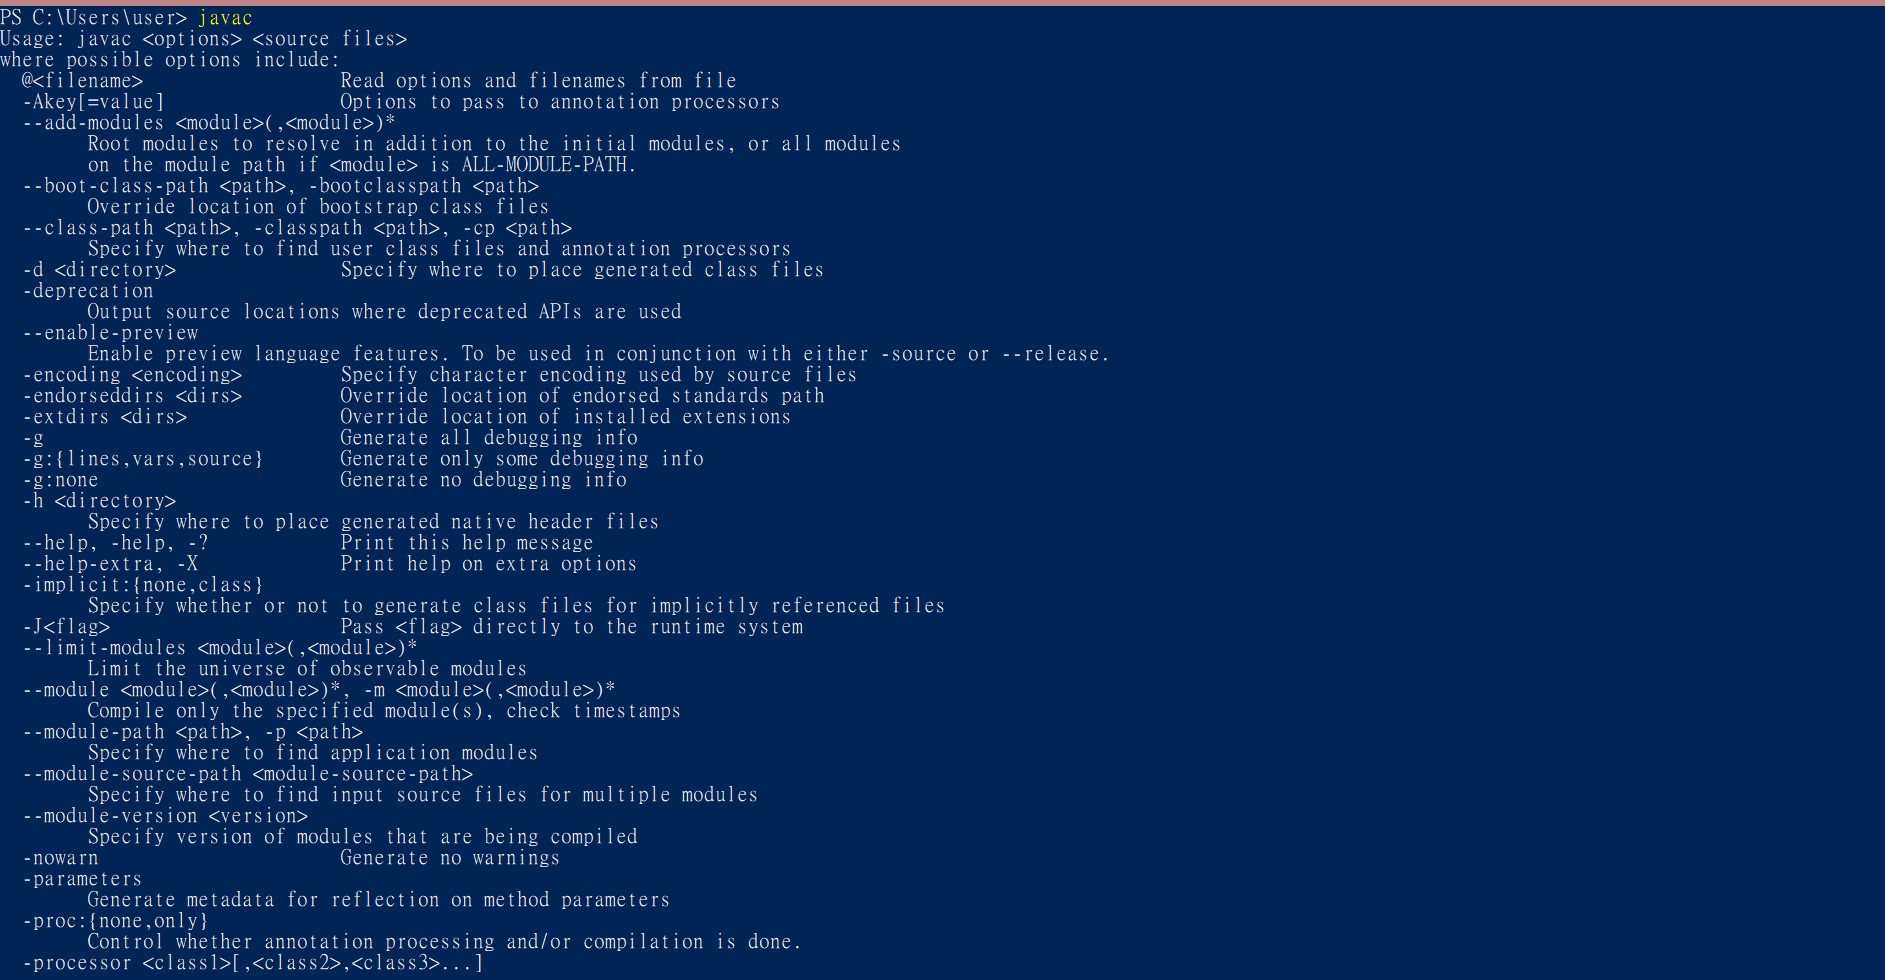 PS C:\Users\user> javac
Usage: javac <options> <source files>
where possible options include:
  @<filename>                  Read options and filenames from file
  -Akey[=value]                Options to pass to annotation processors
  --add-modules <module>(,<module>)*
        Root modules to resolve in addition to the initial modules, or all modules
        on the module path if <module> is ALL-MODULE-PATH.
  --boot-class-path <path>, -bootclasspath <path>
        Override location of bootstrap class files
  --class-path <path>, -classpath <path>, -cp <path>
        Specify where to find user class files and annotation processors
  -d <directory>               Specify where to place generated class files
  -deprecation
        Output source locations where deprecated APIs are used
  --enable-preview
        Enable preview language features. To be used in conjunction with either -source or --release.
  -encoding <encoding>         Specify character encoding used by source files
  -endorseddirs <dirs>         Override location of endorsed standards path
  -extdirs <dirs>              Override location of installed extensions
  -g                           Generate all debugging info
  -g:{lines,vars,source}       Generate only some debugging info
  -g:none                      Generate no debugging info
  -h <directory>
        Specify where to place generated native header files
  --help, -help, -?            Print this help message
  --help-extra, -X             Print help on extra options
  -implicit:{none,class}
        Specify whether or not to generate class files for implicitly referenced files
  -J<flag>                     Pass <flag> directly to the runtime system
  --limit-modules <module>(,<module>)*
        Limit the universe of observable modules
  --module <module>(,<module>)*, -m <module>(,<module>)*
        Compile only the specified module(s), check timestamps
  --module-path <path>, -p <path>
        Specify where to find application modules
  --module-source-path <module-source-path>
        Specify where to find input source files for multiple modules
  --module-version <version>
        Specify version of modules that are being compiled
  -nowarn                      Generate no warnings
  -parameters
        Generate metadata for reflection on method parameters
  -proc:{none,only}
        Control whether annotation processing and/or compilation is done.
  -processor <class1>[,<class2>,<class3>...]